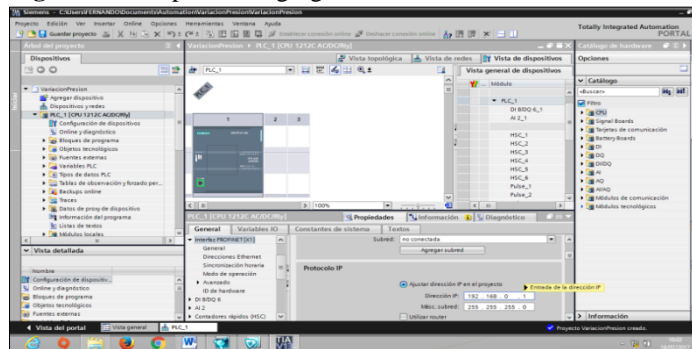 Siemens - C:\Users\FERNANDO\Documents\Automation\VariacionPresion\VariacionPresion
Proyecto Edición Ver Insertar Online Opciones Herramientas Ventana Ayuda
Totally Integrated Automation
PORTAL
Guardar proyecto
Establecer conexión online
Deshacer conexión online
Árbol del proyecto
VariacionPresion ▸ PLC_1 [CPU 1212C AC/DC/Rly]
Catálogo de hardware
Dispositivos
Vista topológica
Vista de redes
Vista de dispositivos
Opciones
PLC_1
Vista general de dispositivos
Módulo
Catálogo
<Buscar>
Filtro
VariacionPresion
Agregar dispositivo
Dispositivos y redes
PLC_1 [CPU 1212C AC/DC/Rly]
Configuración de dispositivos
Online y diagnóstico
Bloques de programa
Objetos tecnológicos
Fuentes externas
Variables PLC
Tipos de datos PLC
Tablas de observación y forzado per...
Backups online
Traces
Datos de proxy de dispositivo
Información del programa
Listas de textos
Módulos locales
PLC_1
1 2 3
PLC_1
DI 8/DQ 6_1
AI 2_1
HSC_1
HSC_2
HSC_3
HSC_4
HSC_5
HSC_6
Pulse_1
Pulse_2
CPU
Signal Boards
Tarjetas de comunicación
Battery Boards
DI
DQ
DI/DQ
AI
AQ
AI/AQ
Módulos de comunicación
Módulos tecnológicos
100%
PLC_1 [CPU 1212C AC/DC/Rly]
Propiedades
Información
Diagnóstico
General
Variables IO
Constantes de sistema
Textos
Interfaz PROFINET [X1]
General
Direcciones Ethernet
Sincronización horaria
Modo de operación
Avanzado
ID de hardware
DI 8/DQ 6
AI 2
Contadores rápidos (HSC)
Subred: no conectada
Agregar subred
Protocolo IP
Ajustar dirección IP en el proyecto
Entrada de la dirección IP
Dirección IP: 192 . 168 . 0 . 1
Másc. subred: 255 . 255 . 255 . 0
Utilizar router
Vista detallada
Nombre
Configuración de dispositiv...
Online y diagnóstico
Bloques de programa
Objetos tecnológicos
Fuentes externas
Información
Vista del portal
Vista general
PLC_1
Proyecto VariacionPresion creado.